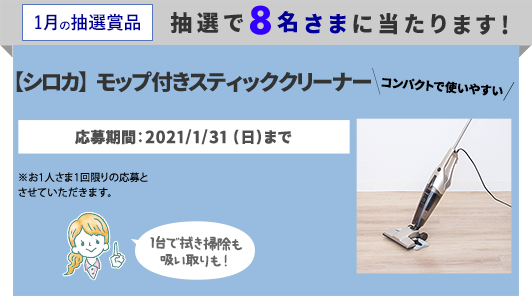 1月の抽選賞品
抽選で8名さまに当たります!
【シロカ】モップ付きスティッククリーナー
コンパクトで使いやすい
応募期間:2021/1/31(日)まで
※お1人さま1回限りの応募と
させていただきます。
1台で拭き掃除も
吸い取りも!